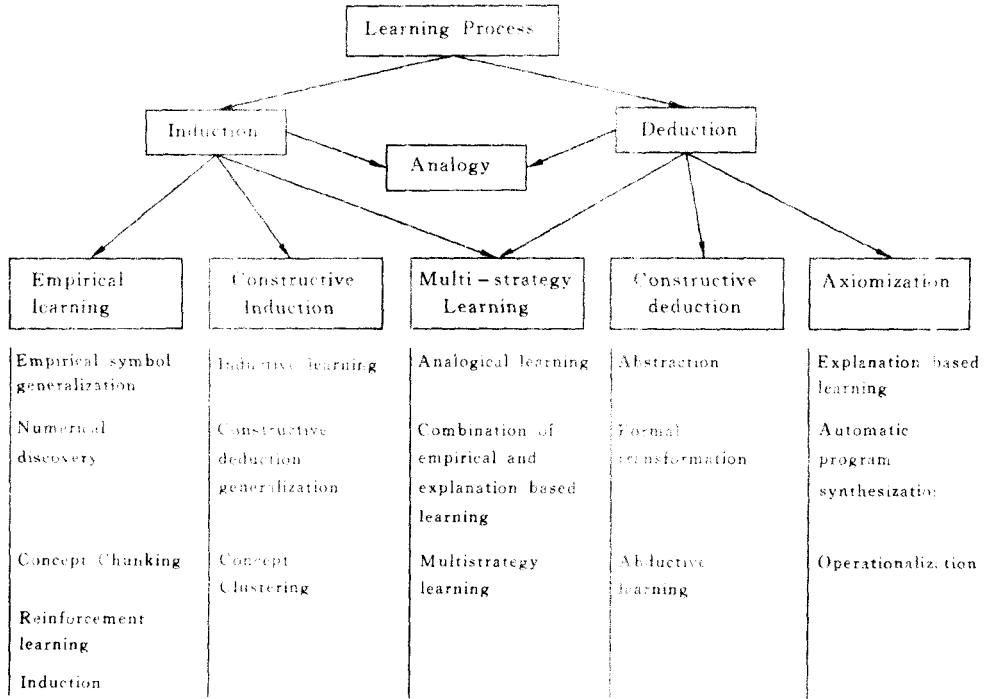 Learning Process
Induction
Deduction
Analogy
Empirical
learning
Constructive
Induction
Multi-strategy
Learning
Constructive
deduction
Axiomization
Empirical symbol
generalization
Numerical
discovery
Concept Chunking
Reinforcement
learning
Induction
Inductive learning
Constructive
deduction
generalization
Concept
Clustering
Analogical learning
Combination of
empirical and
explanation based
learning
Multistrategy
learning
Abstraction
Formal
transformation
Abductive
learning
Explanation based
learning
Automatic
program
synthesization
Operationalization